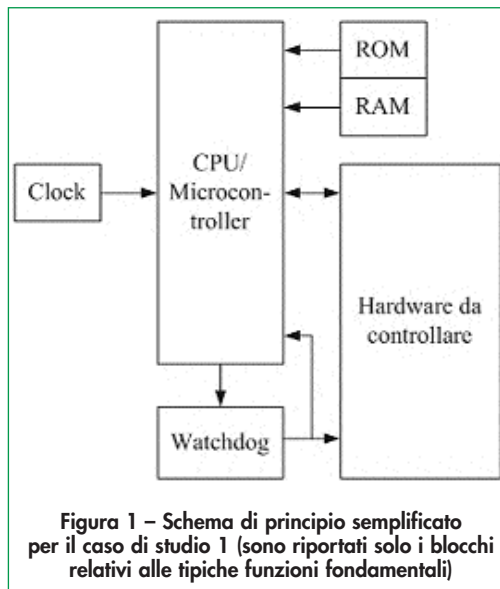 ROM
RAM
CPU/
Microcon-
troller
Clock
Hardware da
controllare
Watchdog
Figura 1 – Schema di principio semplificato
per il caso di studio 1 (sono riportati solo i blocchi
relativi alle tipiche funzioni fondamentali)